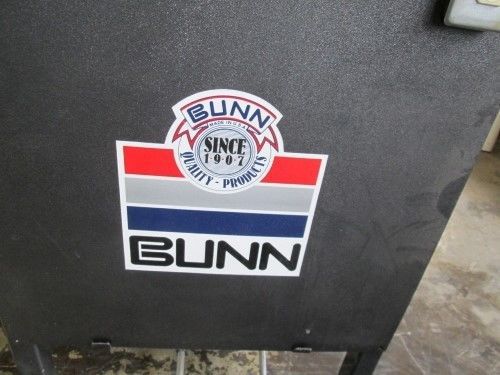 BUNN
MADE IN U.S.A.
SINCE
1907
QUALITY - PRODUCTS
BUNN